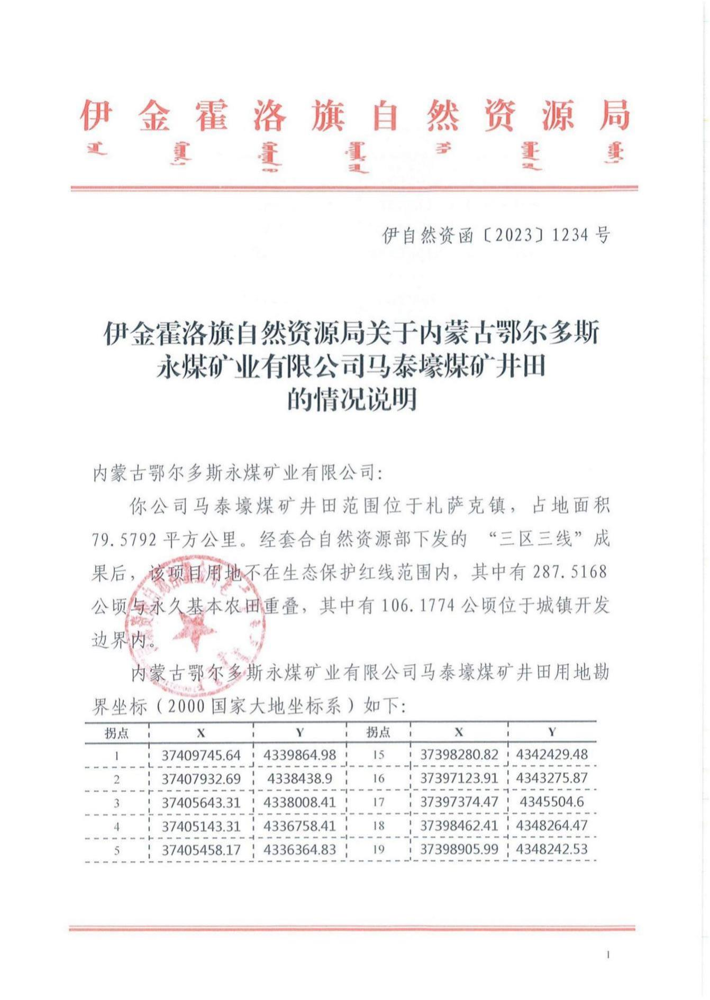 伊金霍洛旗自然资源局
伊自然资函〔2023〕1234号
伊金霍洛旗自然资源局关于内蒙古鄂尔多斯
永煤矿业有限公司马泰壕煤矿井田
的情况说明
内蒙古鄂尔多斯永煤矿业有限公司:
你公司马泰壕煤矿井田范围位于札萨克镇，占地面积
79.5792平方公里。经套合自然资源部下发的 “三区三线”成
果后，该项目用地不在生态保护红线范围内，其中有287.5168
公顷与永久基本农田重叠，其中有106.1774公顷位于城镇开发
边界内。
内蒙古鄂尔多斯永煤矿业有限公司马泰壕煤矿井田用地勘
界坐标（2000国家大地坐标系）如下:
拐点 X Y 拐点 X Y
1 37409745.64 4339864.98 15 37398280.82 4342429.48
2 37407932.69 4338438.9 16 37397123.91 4343275.87
3 37405643.31 4338008.41 17 37397374.47 4345504.6
4 37405143.31 4336758.41 18 37398462.41 4348264.47
5 37405458.17 4336364.83 19 37398905.99 4348242.53
1